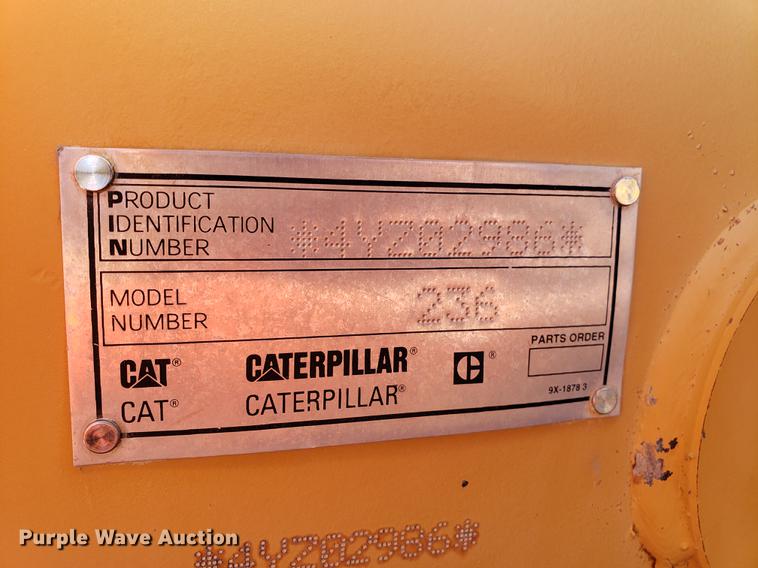 PRODUCT
IDENTIFICATION
NUMBER
*4YZ02986*
MODEL
NUMBER
236
CAT®
CATERPILLAR®
C®
PARTS ORDER
CAT®
CATERPILLAR®
9X-1878 3
*4YZ02986*
Purple Wave Auction